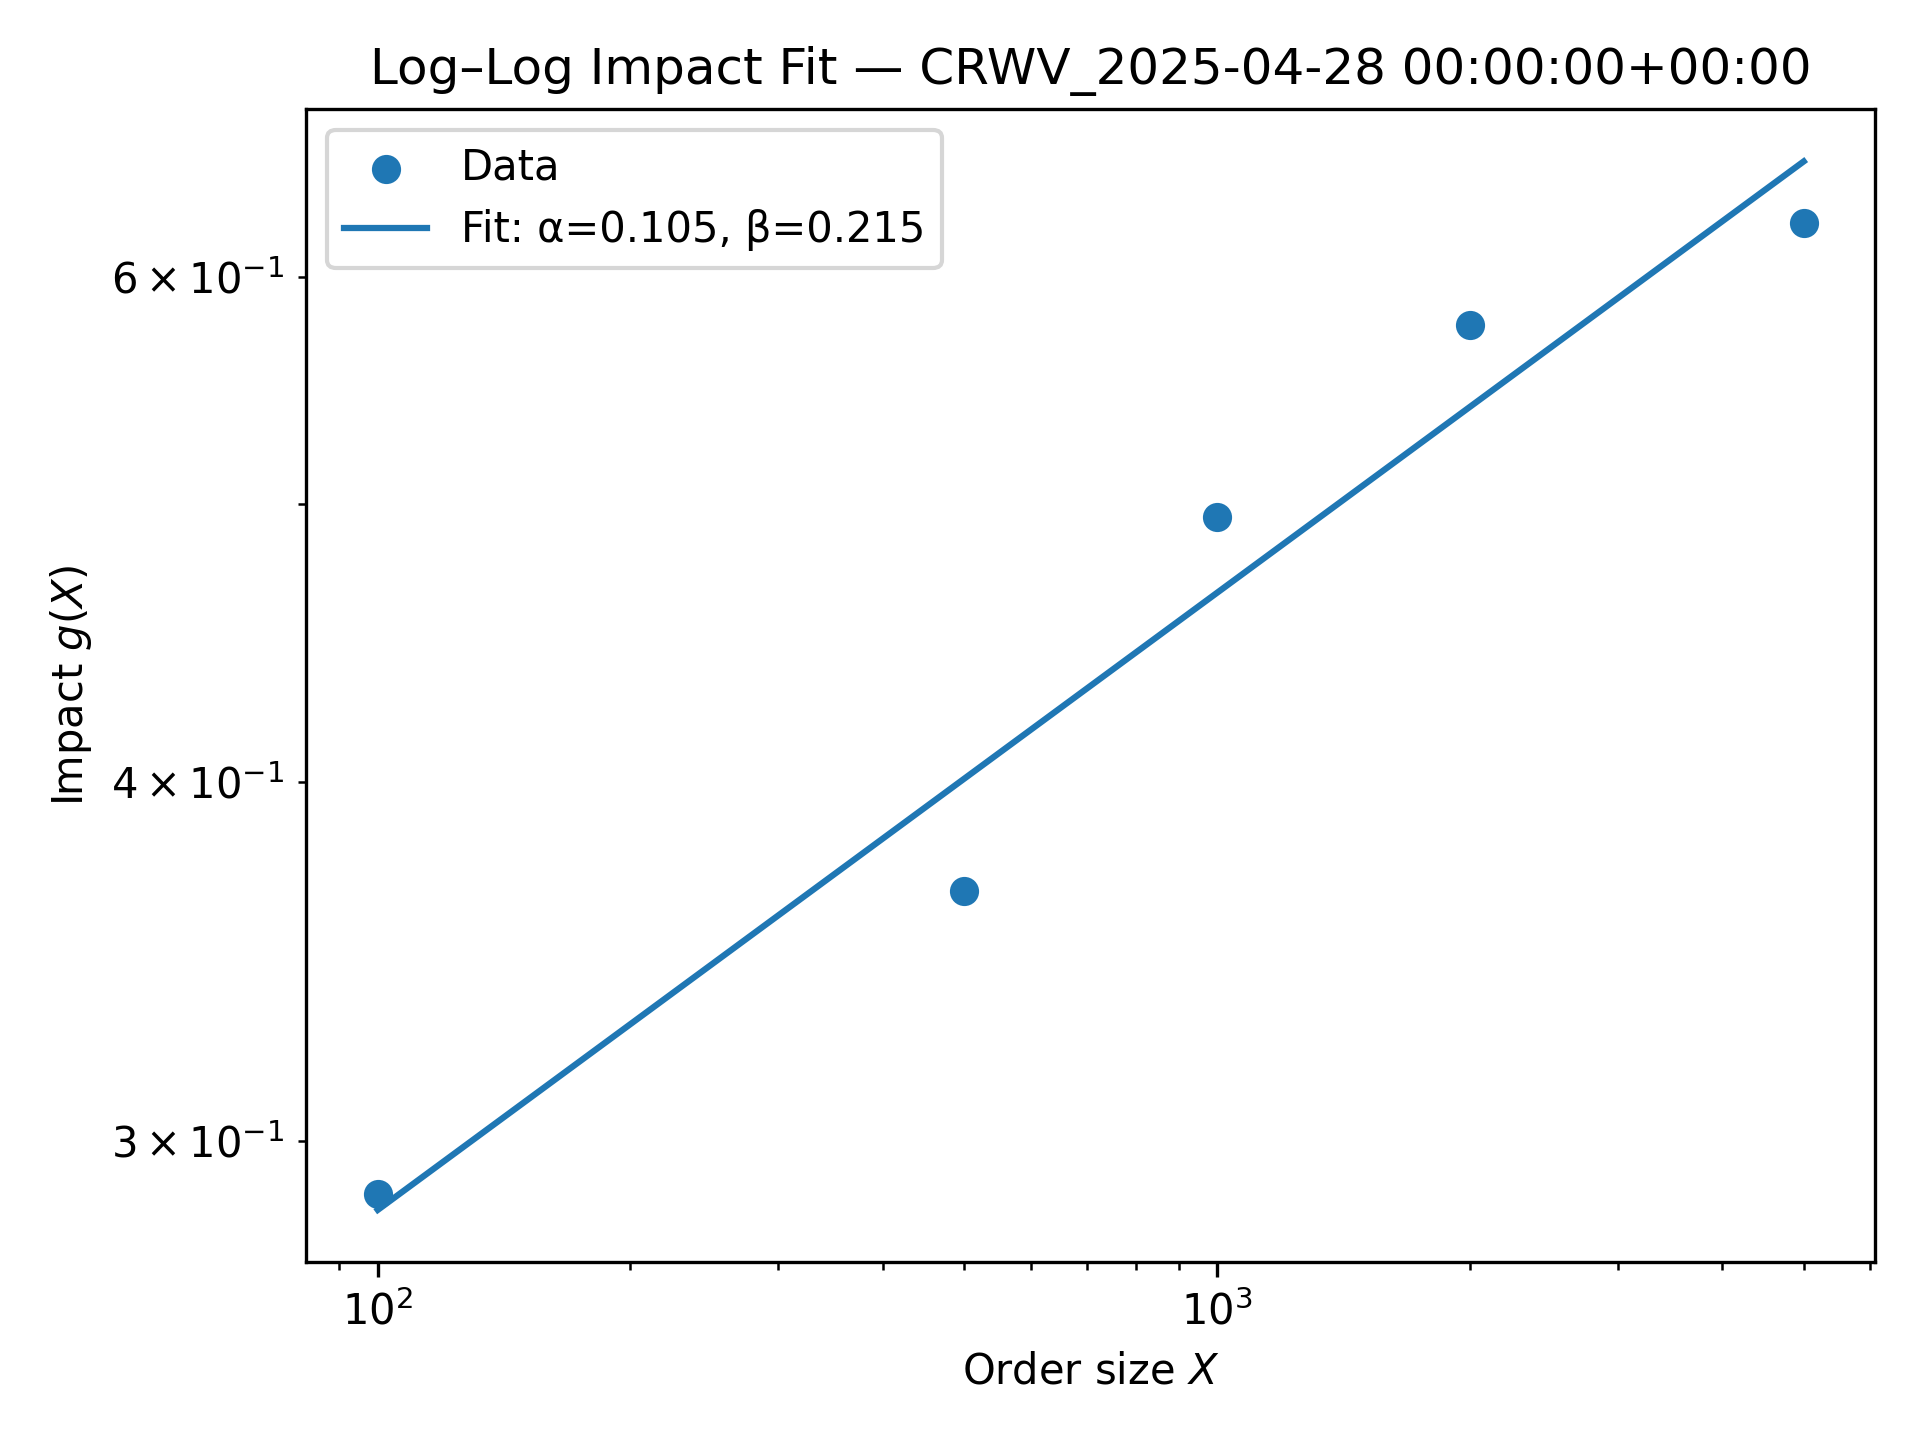 Log–Log Impact Fit — CRWV_2025-04-28 00:00:00+00:00
Data
Fit: α=0.105, β=0.215
6 × 10⁻¹
4 × 10⁻¹
3 × 10⁻¹
Impact g(X)
10² 10³
Order size X